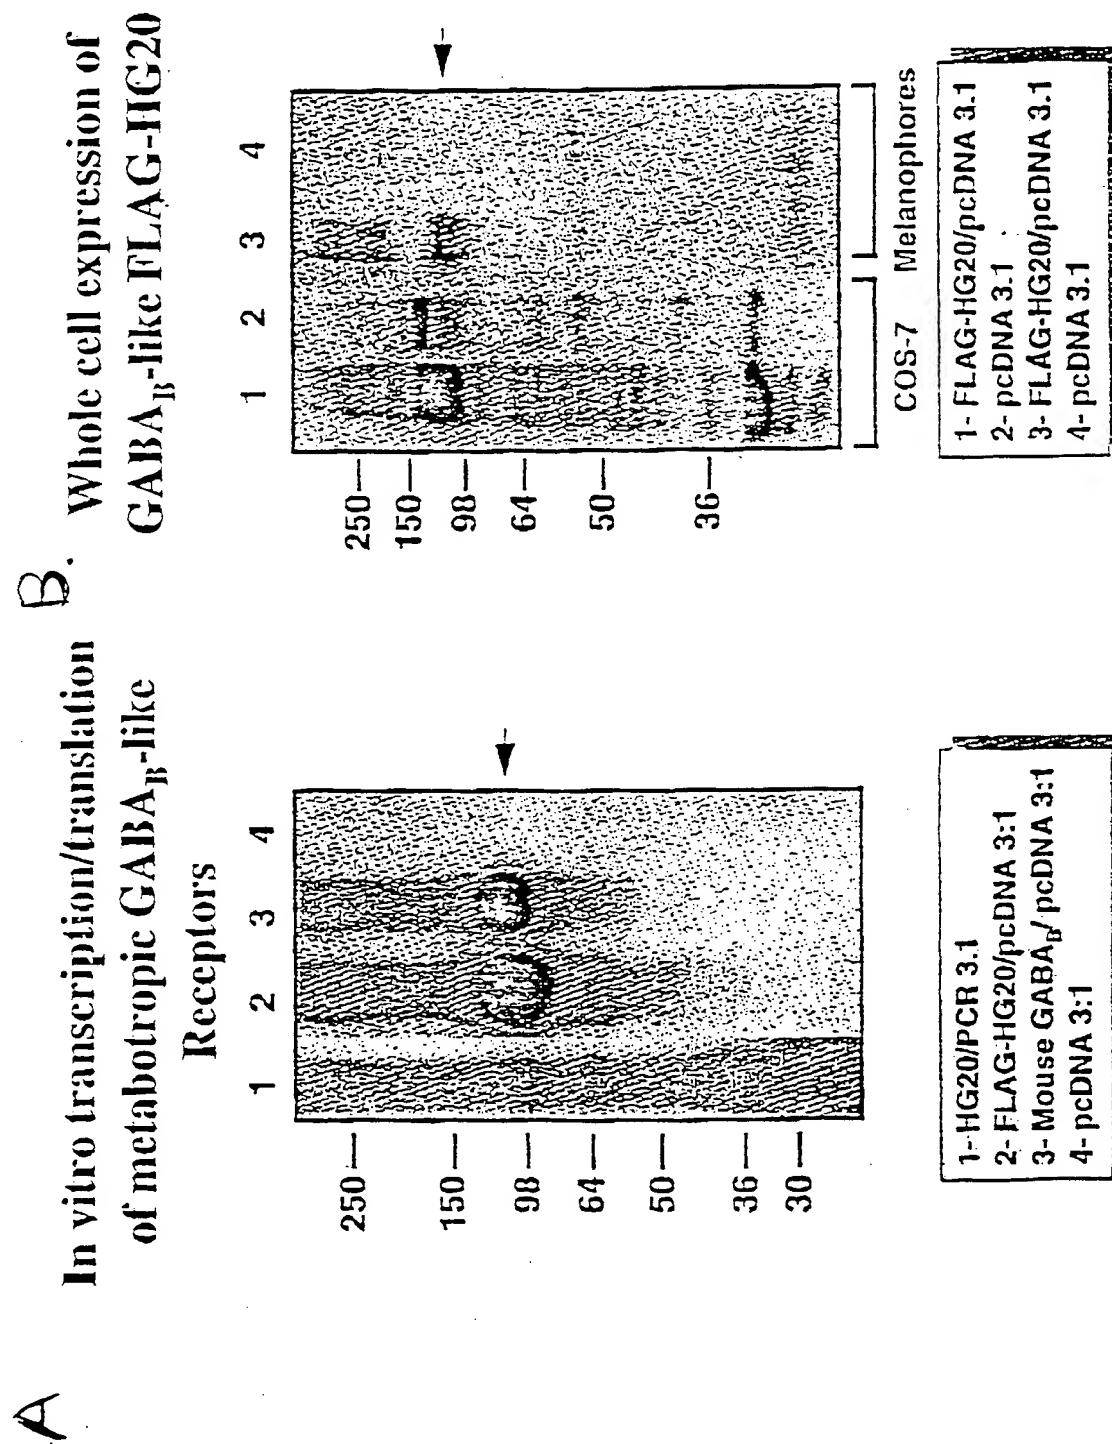 A
In vitro transcription/translation
of metabotropic GABA_B-like
Receptors
1 2 3 4
250
150
98
64
50
36
30
1- HG20/PCR 3.1
2- FLAG-HG20/pcDNA 3:1
3- Mouse GABA_B/pcDNA 3:1
4- pcDNA 3:1
B.
Whole cell expression of
GABA_B-like FLAG-HG20
1 2 3 4
250
150
98
64
50
36
COS-7 Melanophores
1- FLAG-HG20/pcDNA 3.1
2- pcDNA 3.1
3- FLAG-HG20/pcDNA 3.1
4- pcDNA 3.1